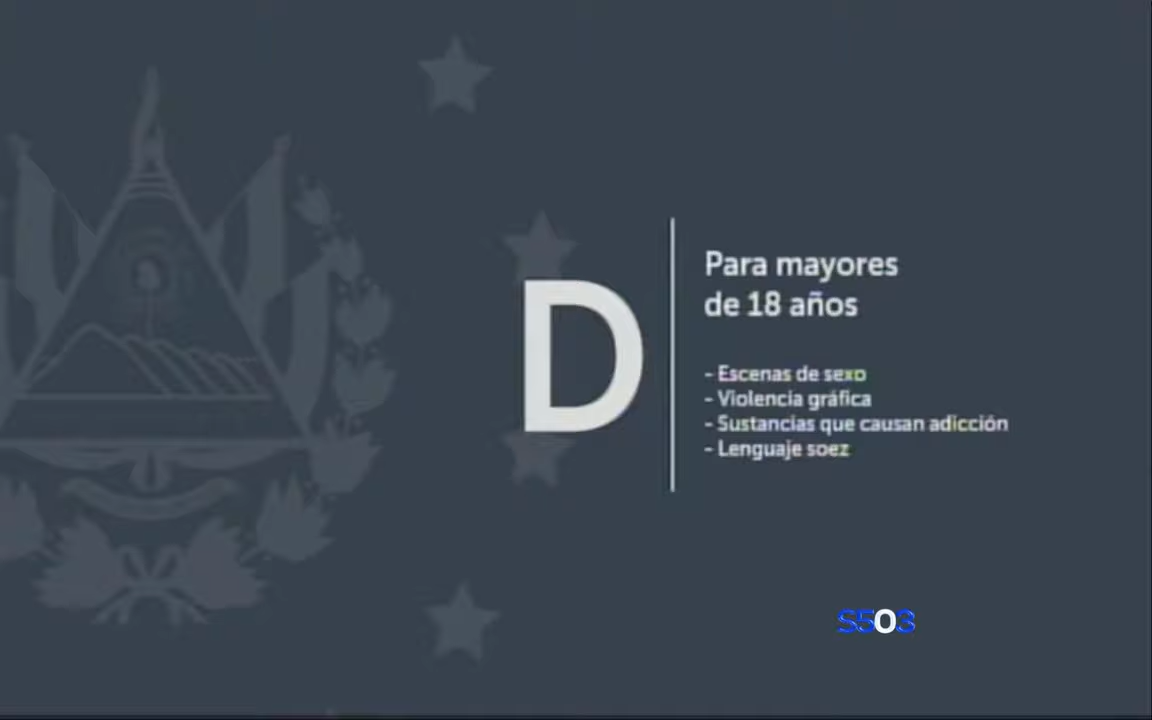 D
Para mayores
de 18 años
- Escenas de sexo
- Violencia gráfica
- Sustancias que causan adicción
- Lenguaje soez
S503